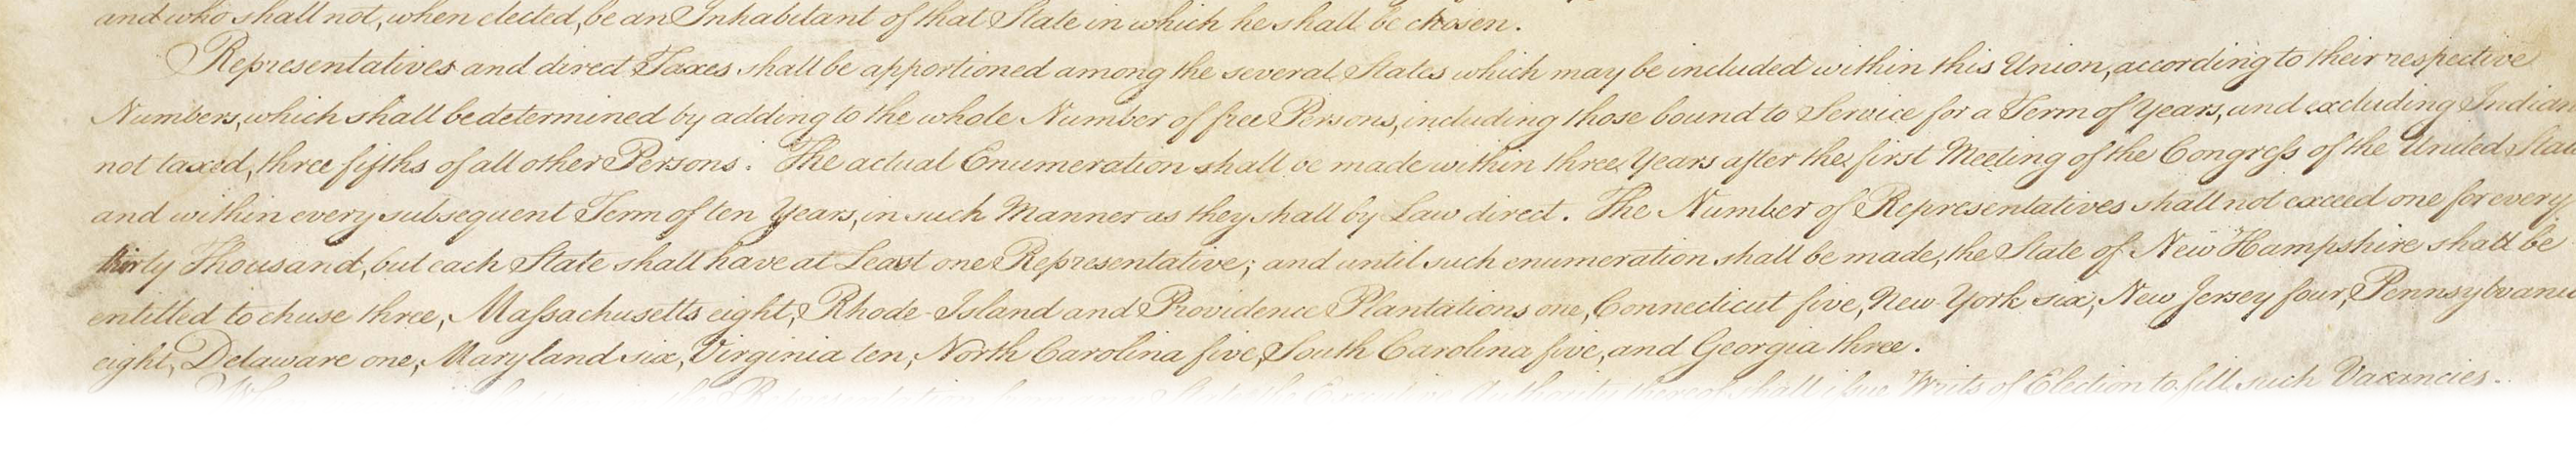 and who shall not, when elected, be an Inhabitant of that State in which he shall be chosen.
Representatives and direct Taxes shall be apportioned among the several States which may be included within this Union, according to their respective
Numbers, which shall be determined by adding to the whole Number of free Persons, including those bound to Service for a Term of Years, and excluding Indian
not taxed, three fifths of all other Persons. The actual Enumeration shall be made within three Years after the first Meeting of the Congress of the United Stat
and within every subsequent Term of ten Years, in such Manner as they shall by Law direct. The Number of Representatives shall not exceed one for every
thirty Thousand, but each State shall have at Least one Representative; and until such enumeration shall be made, the State of New Hampshire shall be
entitled to chuse three, Massachusetts eight, Rhode-Island and Providence Plantations one, Connecticut five, New-York six, New Jersey four, Pennsylvania
eight, Delaware one, Maryland six, Virginia ten, North Carolina five, South Carolina five, and Georgia three.
Representation Authority thereof shall issue Writs of Election to fill such Vacancies.